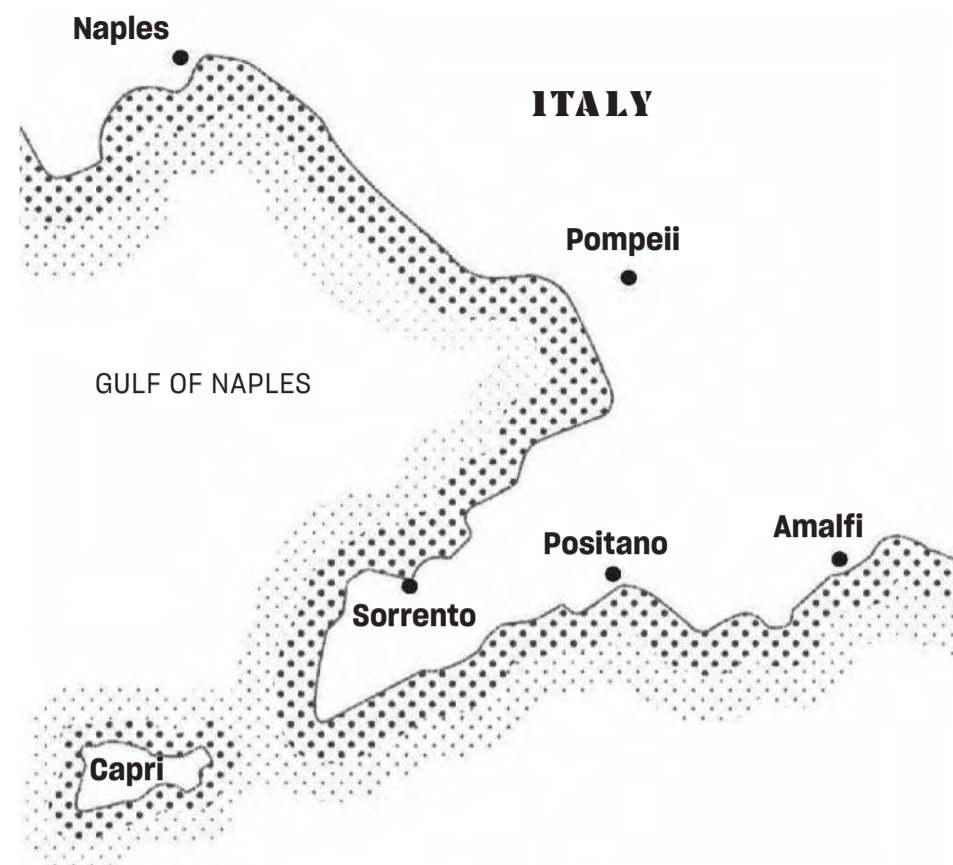 Naples
ITALY
Pompeii
GULF OF NAPLES
Amalfi
Positano
Sorrento
Capri